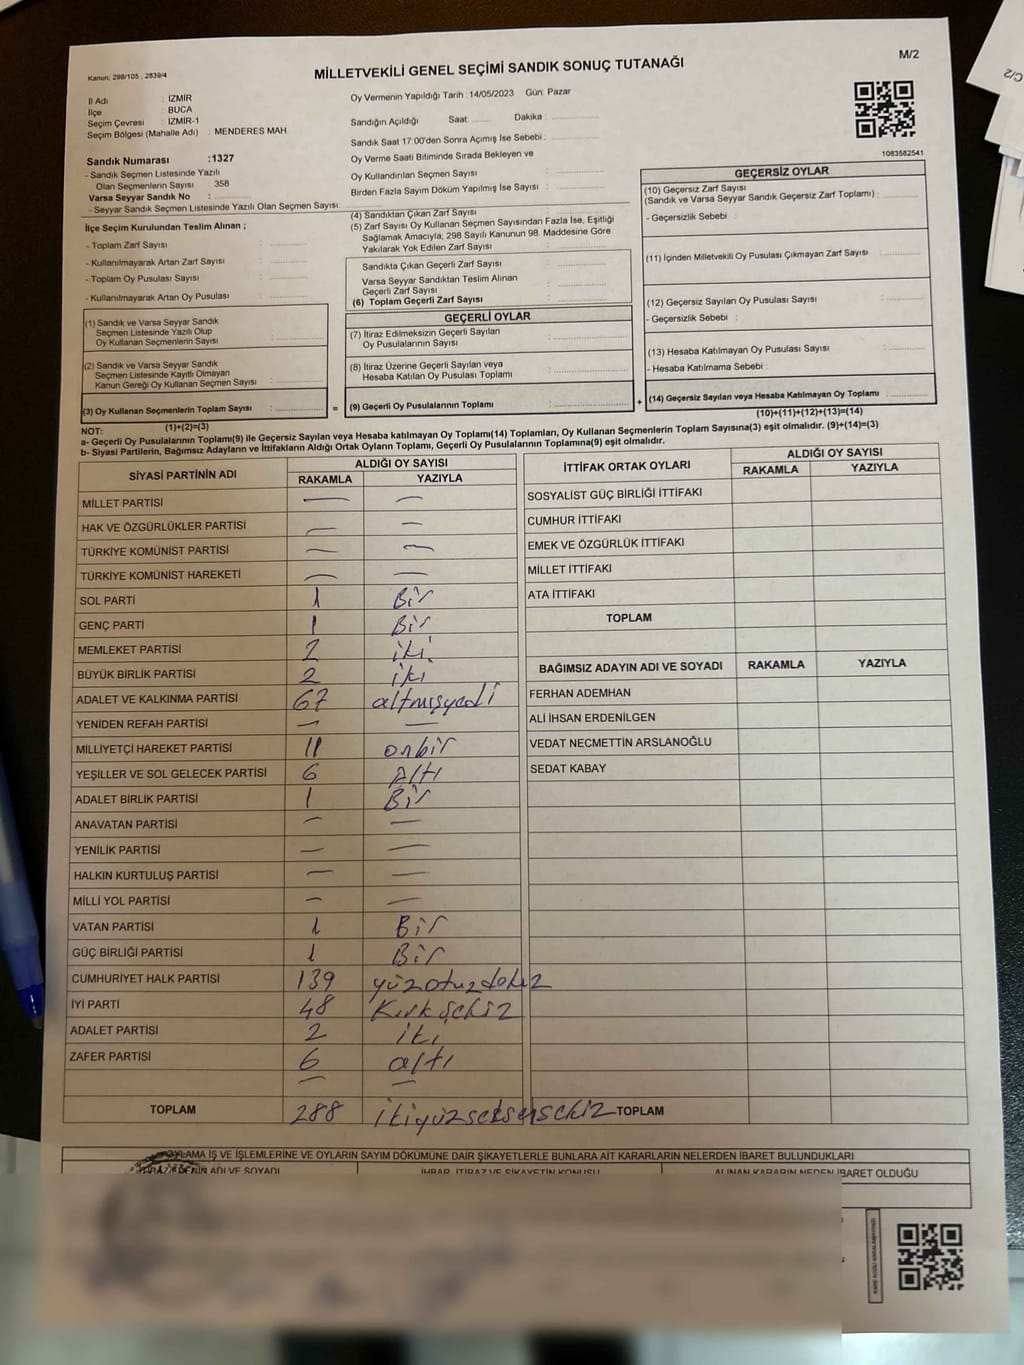 M/2
Kanun: 298/105 , 2839/4
MİLLETVEKİLİ GENEL SEÇİMİ SANDIK SONUÇ TUTANAĞI
İl Adı : İZMİR
İlçe : BUCA
Seçim Çevresi : İZMİR-1
Seçim Bölgesi (Mahalle Adı) : MENDERES MAH.
Sandık Numarası :1327
- Sandık Seçmen Listesinde Yazılı
Olan Seçmenlerin Sayısı : 358
Varsa Seyyar Sandık No :
- Seyyar Sandık Seçmen Listesinde Yazılı Olan Seçmen Sayısı:
Oy Vermenin Yapıldığı Tarih :14/05/2023 Gün: Pazar
Sandığın Açıldığı Saat: ........ Dakika : ................
Sandık Saat 17:00'den Sonra Açımış İse Sebebi : ................
Oy Verme Saati Bitiminde Sırada Bekleyen ve
Oy Kullandırılan Seçmen Sayısı : ................
Birden Fazla Sayım Döküm Yapılmış İse Sayısı : ................
1083582541
İlçe Seçim Kurulundan Teslim Alınan ;
- Toplam Zarf Sayısı : ................
- Kullanılmayarak Artan Zarf Sayısı : ................
- Toplam Oy Pusulası Sayısı : ................
- Kullanılmayarak Artan Oy Pusulası : ................
(1) Sandık ve Varsa Seyyar Sandık
Seçmen Listesinde Yazılı Olup
Oy Kullanan Seçmenlerin Sayısı : ................
(2) Sandık ve Varsa Seyyar Sandık
Seçmen Listesinde Kayıtlı Olmayan
Kanun Gereği Oy Kullanan Seçmen Sayısı : ................
(3) Oy Kullanan Seçmenlerin Toplam Sayısı : ................
(1)+(2)=(3)
(4) Sandıktan Çıkan Zarf Sayısı : ................
(5) Zarf Sayısı Oy Kullanan Seçmen Sayısından Fazla İse, Eşitliği
Sağlamak Amacıyla, 298 Sayılı Kanunun 98. Maddesine Göre
Yakılarak Yok Edilen Zarf Sayısı : ................
Sandıkta Çıkan Geçerli Zarf Sayısı : ................
Varsa Seyyar Sandıktan Teslim Alınan
Geçerli Zarf Sayısı : ................
(6) Toplam Geçerli Zarf Sayısı : ................
GEÇERLİ OYLAR
(7) İtiraz Edilmeksizin Geçerli Sayılan
Oy Pusulalarının Sayısı : ................
(8) İtiraz Üzerine Geçerli Sayılan veya
Hesaba Katılan Oy Pusulası Toplamı : ................
= (9) Geçerli Oy Pusulalarının Toplamı : ................
GEÇERSİZ OYLAR
(10) Geçersiz Zarf Sayısı
(Sandık ve Varsa Seyyar Sandık Geçersiz Zarf Toplamı) :
- Geçersizlik Sebebi :
(11) İçinden Milletvekili Oy Pusulası Çıkmayan Zarf Sayısı : ................
(12) Geçersiz Sayılan Oy Pusulası Sayısı : ................
- Geçersizlik Sebebi :
(13) Hesaba Katılmayan Oy Pusulası Sayısı : ................
- Hesaba Katılmama Sebebi :
+ (14) Geçersiz Sayılan veya Hesaba Katılmayan Oy Toplamı : ................
(10)+(11)+(12)+(13)=(14)
NOT:
a- Geçerli Oy Pusulalarının Toplamı(9) ile Geçersiz Sayılan veya Hesaba katılmayan Oy Toplamı(14) Toplamları, Oy Kullanan Seçmenlerin Toplam Sayısına(3) eşit olmalıdır. (9)+(14)=(3)
b- Siyasi Partilerin, Bağımsız Adayların ve İttifakların Aldığı Ortak Oyların Toplamı, Geçerli Oy Pusulalarının Toplamına(9) eşit olmalıdır.
SİYASİ PARTİNİN ADI ALDIĞI OY SAYISI
RAKAMLA YAZIYLA
MİLLET PARTİSİ — —
HAK VE ÖZGÜRLÜKLER PARTİSİ — —
TÜRKİYE KOMÜNİST PARTİSİ — —
TÜRKİYE KOMÜNİST HAREKETİ — —
SOL PARTİ 1 Bir
GENÇ PARTİ 1 Bir
MEMLEKET PARTİSİ 2 iki
BÜYÜK BİRLİK PARTİSİ 2 iki
ADALET VE KALKINMA PARTİSİ 67 altmışyedi
YENİDEN REFAH PARTİSİ — —
MİLLİYETÇİ HAREKET PARTİSİ 11 onbir
YEŞİLLER VE SOL GELECEK PARTİSİ 6 Altı
ADALET BİRLİK PARTİSİ 1 Bir
ANAVATAN PARTİSİ — —
YENİLİK PARTİSİ — —
HALKIN KURTULUŞ PARTİSİ — —
MİLLİ YOL PARTİSİ — —
VATAN PARTİSİ 1 Bir
GÜÇ BİRLİĞİ PARTİSİ 1 Bir
CUMHURİYET HALK PARTİSİ 139 yüzotuzdokuz
İYİ PARTİ 48 Kırksekiz
ADALET PARTİSİ 2 iki
ZAFER PARTİSİ 6 altı
— —
TOPLAM 288 ikiyüzseksensekiz
İTTİFAK ORTAK OYLARI ALDIĞI OY SAYISI
RAKAMLA YAZIYLA
SOSYALİST GÜÇ BİRLİĞİ İTTİFAKI
CUMHUR İTTİFAKI
EMEK VE ÖZGÜRLÜK İTTİFAKI
MİLLET İTTİFAKI
ATA İTTİFAKI
TOPLAM
BAĞIMSIZ ADAYIN ADI VE SOYADI RAKAMLA YAZIYLA
FERHAN ADEMHAN
ALİ İHSAN ERDENİLGEN
VEDAT NECMETTİN ARSLANOĞLU
SEDAT KABAY
TOPLAM
OYLAMA İŞ VE İŞLEMLERİNE VE OYLARIN SAYIM DÖKÜMÜNE DAİR ŞİKAYETLERLE BUNLARA AİT KARARLARIN NELERDEN İBARET BULUNDUKLARI
İTİRAZ EDENİN ADI VE SOYADI İHBAR, İTİRAZ VE ŞİKAYETİN KONUSU ALINAN KARARIN NEDEN İBARET OLDUĞU
C/2